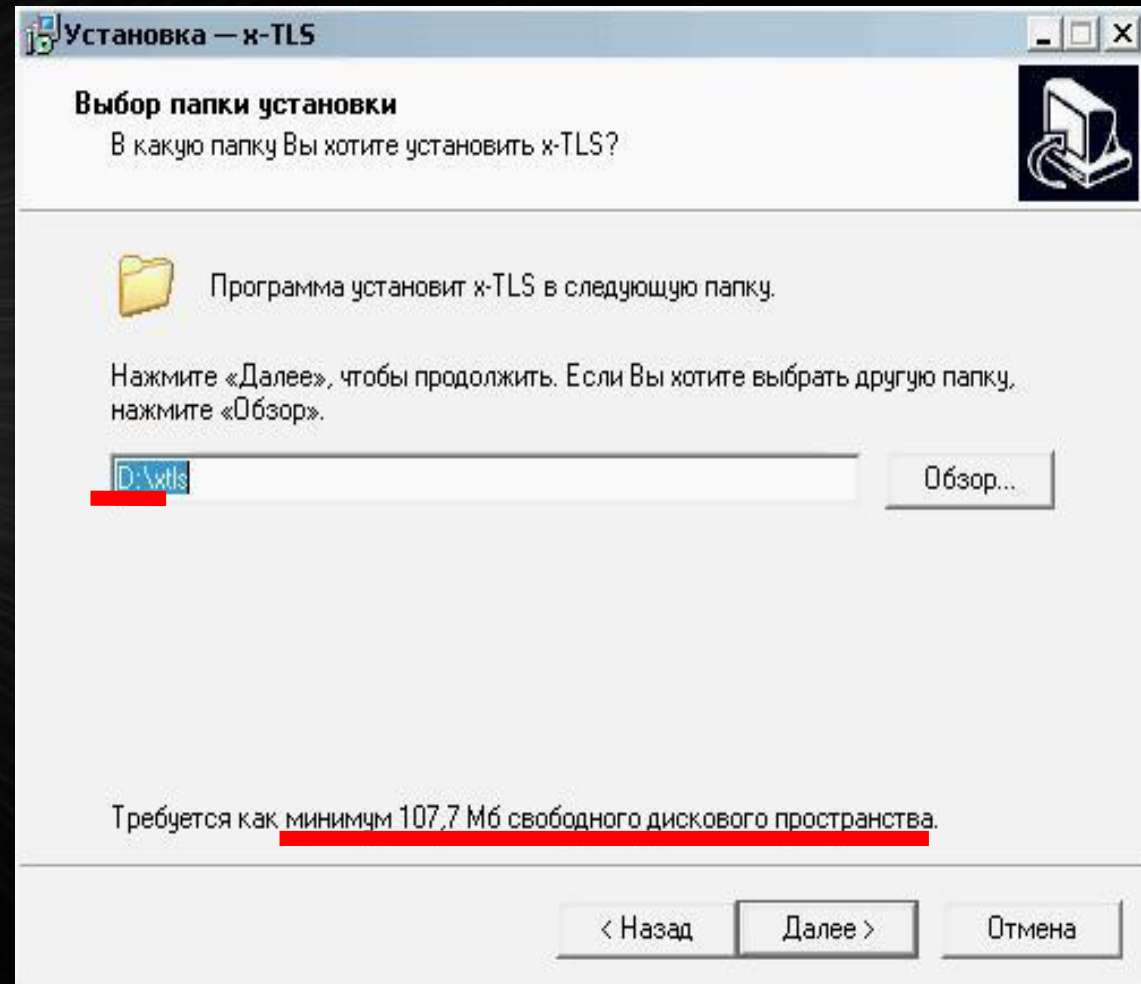 Установка — x-TLS
Выбор папки установки
В какую папку Вы хотите установить x-TLS?
Программа установит x-TLS в следующую папку.
Нажмите «Далее», чтобы продолжить. Если Вы хотите выбрать другую папку,
нажмите «Обзор».
D:\xtls
Обзор...
Требуется как минимум 107,7 Мб свободного дискового пространства.
< Назад
Далее >
Отмена